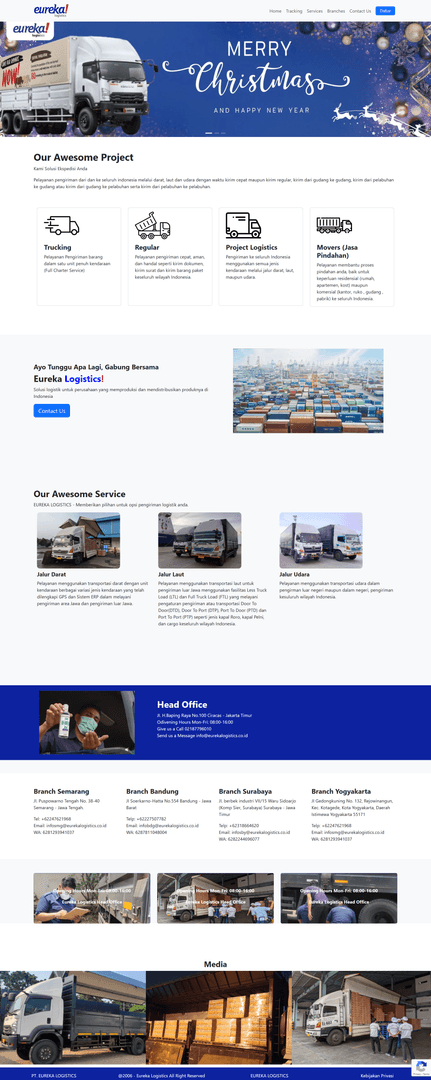 eureka!
logistics
Home
Tracking
Services
Branches
Contact Us
Daftar
eureka!
logistics
MERRY
Christmas
AND HAPPY NEW YEAR
Our Awesome Project
Kami Solusi Ekspedisi Anda
Pelayanan pengiriman dari dan ke seluruh indonesia melalui darat, laut dan udara dengan waktu kirim cepat maupun kirim regular, kirim dari gudang ke gudang, kirim dari pelabuhan
ke gudang atau kirim dari gudang ke pelabuhan serta kirim dari pelabuhan ke pelabuhan.
Trucking
Pelayanan Pengiriman barang
dalam satu unit penuh kendaraan
(Full Charter Service)
Regular
Pelayanan pengiriman cepat, aman,
dan handal seperti kirim dokumen,
kirim surat dan kirim barang paket
keseluruh wilayah Indonesia.
Project Logistics
Pengiriman ke seluruh Indonesia
menggunakan semua jenis
kendaraan melalui jalur darat, laut,
maupun udara.
Movers (Jasa
Pindahan)
Pelayanan membantu proses
pindahan anda, baik untuk
keperluan residensial (rumah,
apartemen, kost) maupun
komersial (kantor, ruko , gudang ,
pabrik) ke seluruh Indonesia.
Ayo Tunggu Apa Lagi, Gabung Bersama
Eureka Logistics!
Solusi logistik untuk perusahaan yang memproduksi dan mendistribusikan produknya di
Indonesia
Contact Us
Our Awesome Service
EUREKA LOGISTICS - Memberikan pilihan untuk opsi pengiriman logistik anda.
Jalur Darat
Pelayanan menggunakan transportasi darat dengan unit
kendaraan berbagai variasi jenis kendaraan yang telah
dilengkapi GPS dan Sistem ERP dalam melayani
pengiriman area Jawa dan pengiriman luar Jawa.
Jalur Laut
Pelayanan menggunakan transportasi laut untuk
pengiriman luar Jawa menggunakan fasilitas Less Truck
Load (LTL) dan Full Truck Load (FTL) yang melayani
pengaturan pengiriman atau transportasi Door To
Door(DTD), Door To Port (DTP), Port To Door (PTD) dan
Port To Port (PTP) seperti jenis kapal Roro, kapal Pelni,
dan cargo keseluruh wilayah Indonesia.
Jalur Udara
Pelayanan menggunakan transportasi udara dalam
pengiriman luar negeri maupun dalam negeri, pengiriman
keseluruh wilayah Indonesia.
Head Office
Jl. H.Baping Raya No.100 Ciracas - Jakarta Timur
Odivering Hours Mon-Fri: 08:00-16:00
Give us a Call 02187796010
Send us a Message info@eurekalogistics.co.id
Branch Semarang
Jl. Puspowarno Tengah No. 38-40
Semarang - Jawa Tengah
Tel. +62247621968
Email: infosmg@eurekalogistics.co.id
WA: 6281293941037
Branch Bandung
Jl Soerkarno-Hatta No.554 Bandung - Jawa
Barat
Telp: +62227507782
Email: infobdg@eurekalogistics.co.id
WA: 6287811048004
Branch Surabaya
Jl. berbek industri VII/15 Waru Sidoarjo
(Komp Sier, Surabaya) Surabaya - Jawa
Timur
Telp: +62318664629
Email, infosby@eurekalogistics.co.id
WA: 6282244696077
Branch Yogyakarta
Jl Gedongkuning No. 132, Rejowinangun,
Kec. Kotagede, Kota Yogyakarta, Daerah
Istimewa Yogyakarta 55171
Telp: +62247621968
Email: infosmg@eurekalogistics.co.id
WA: 6281293941037
Opening Hours Mon-Fri: 08:00-16:00
Eureka Logistics Head Office
Opening Hours Mon-Fri: 08:00-16:00
Eureka Logistics Head Office
Opening Hours Mon-Fri: 08:00-16:00
Eureka Logistics Head Office
Media
PT. EUREKA LOGISTICS
@2006 - Eureka Logistics All Right Reserved
EUREKA LOGISTICS
Kebijakan Privasi